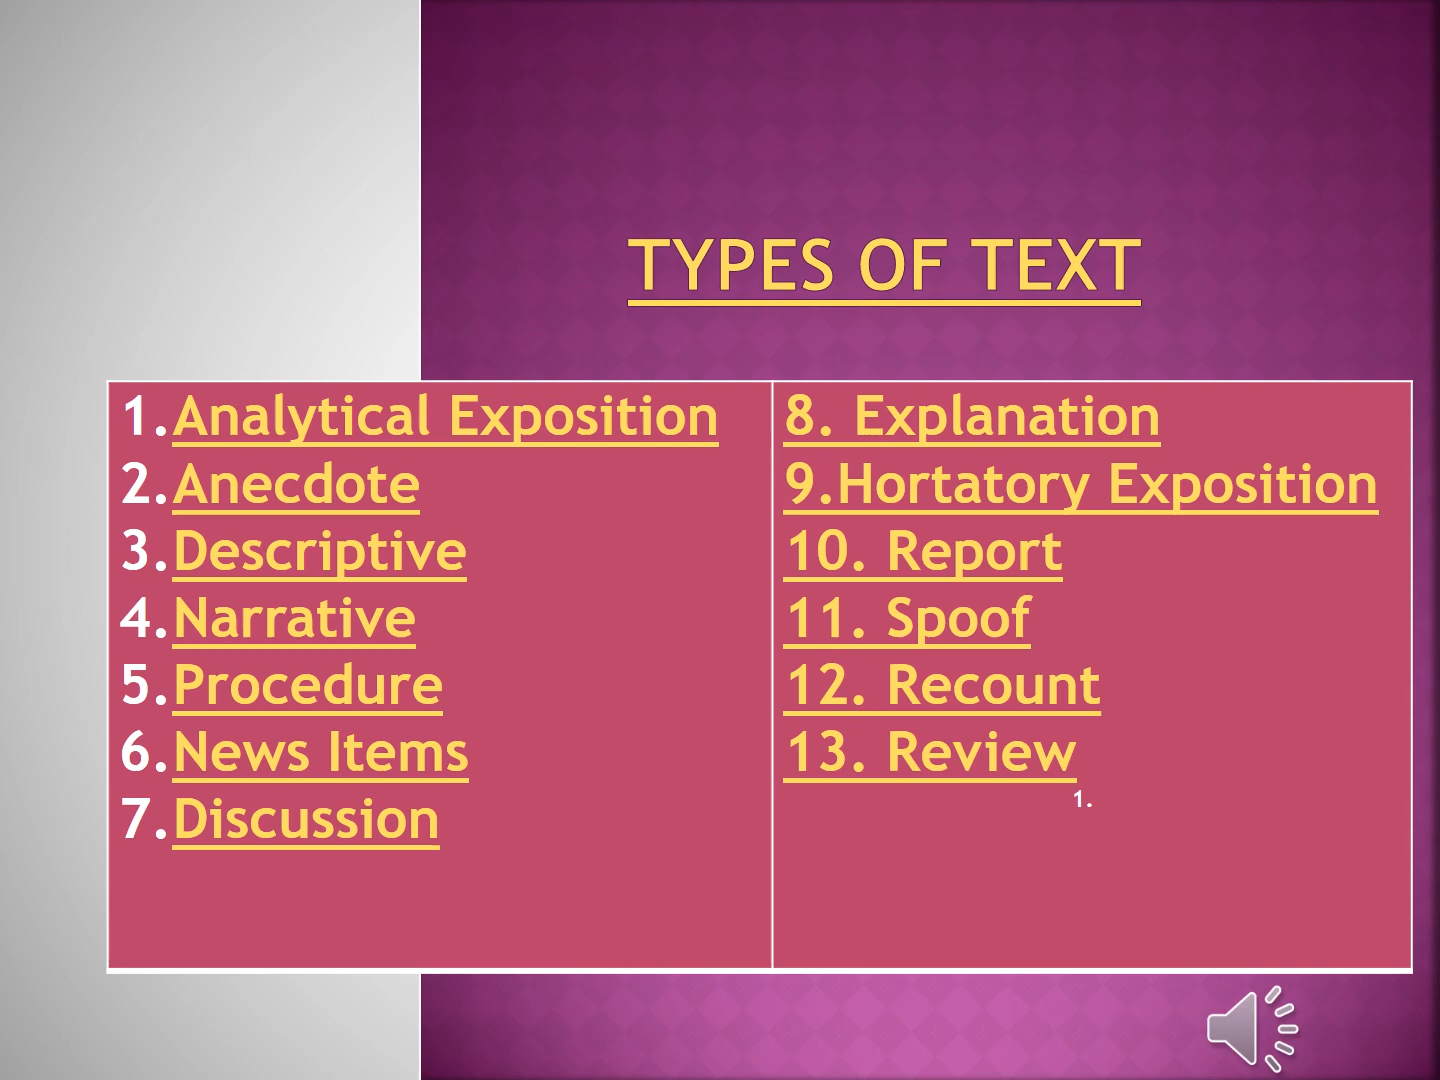 TYPES OF TEXT
1.Analytical Exposition
2.Anecdote
3.Descriptive
4.Narrative
5.Procedure
6.News Items
7.Discussion
8. Explanation
9.Hortatory Exposition
10. Report
11. Spoof
12. Recount
13. Review
1.